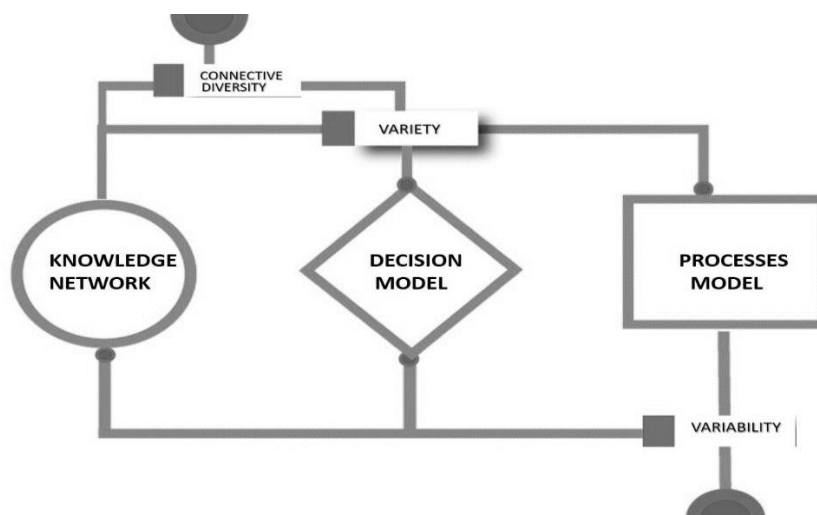 CONNECTIVE
DIVERSITY
VARIETY
KNOWLEDGE
NETWORK
DECISION
MODEL
PROCESSES
MODEL
VARIABILITY